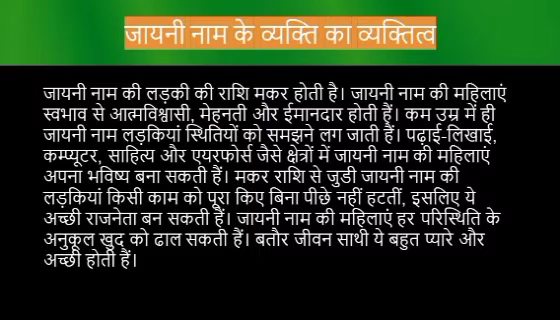 जायनी नाम के व्यक्ति का व्यक्तित्व
जायनी नाम की लड़की की राशि मकर होती है। जायनी नाम की महिलाएं
स्वभाव से आत्मविश्वासी, मेहनती और ईमानदार होती हैं। कम उम्र में ही
जायनी नाम लड़कियां स्थितियों को समझने लग जाती हैं। पढ़ाई-लिखाई,
कम्प्यूटर, साहित्य और एयरफोर्स जैसे क्षेत्रों में जायनी नाम की महिलाएं
अपना भविष्य बना सकती हैं। मकर राशि से जुडी जायनी नाम की
लड़कियां किसी काम को पूरा किए बिना पीछे नहीं हटतीं, इसलिए ये
अच्छी राजनेता बन सकती हैं। जायनी नाम की महिलाएं हर परिस्थिति के
अनुकूल खुद को ढाल सकती हैं। बतौर जीवन साथी ये बहुत प्यारे और
अच्छी होती हैं।